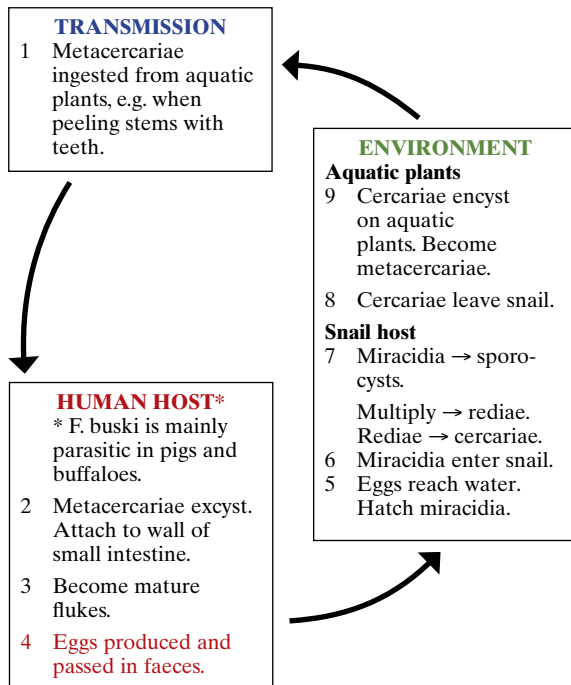 TRANSMISSION
1 Metacercariae
ingested from aquatic
plants, e.g. when
peeling stems with
teeth.
HUMAN HOST*
* F. buski is mainly
parasitic in pigs and
buffaloes.
2 Metacercariae excyst.
Attach to wall of
small intestine.
3 Become mature
flukes.
4 Eggs produced and
passed in faeces.
ENVIRONMENT
Aquatic plants
9 Cercariae encyst
on aquatic
plants. Become
metacercariae.
8 Cercariae leave snail.
Snail host
7 Miracidia → sporo-
cysts.
Multiply → rediae.
Rediae → cercariae.
6 Miracidia enter snail.
5 Eggs reach water.
Hatch miracidia.